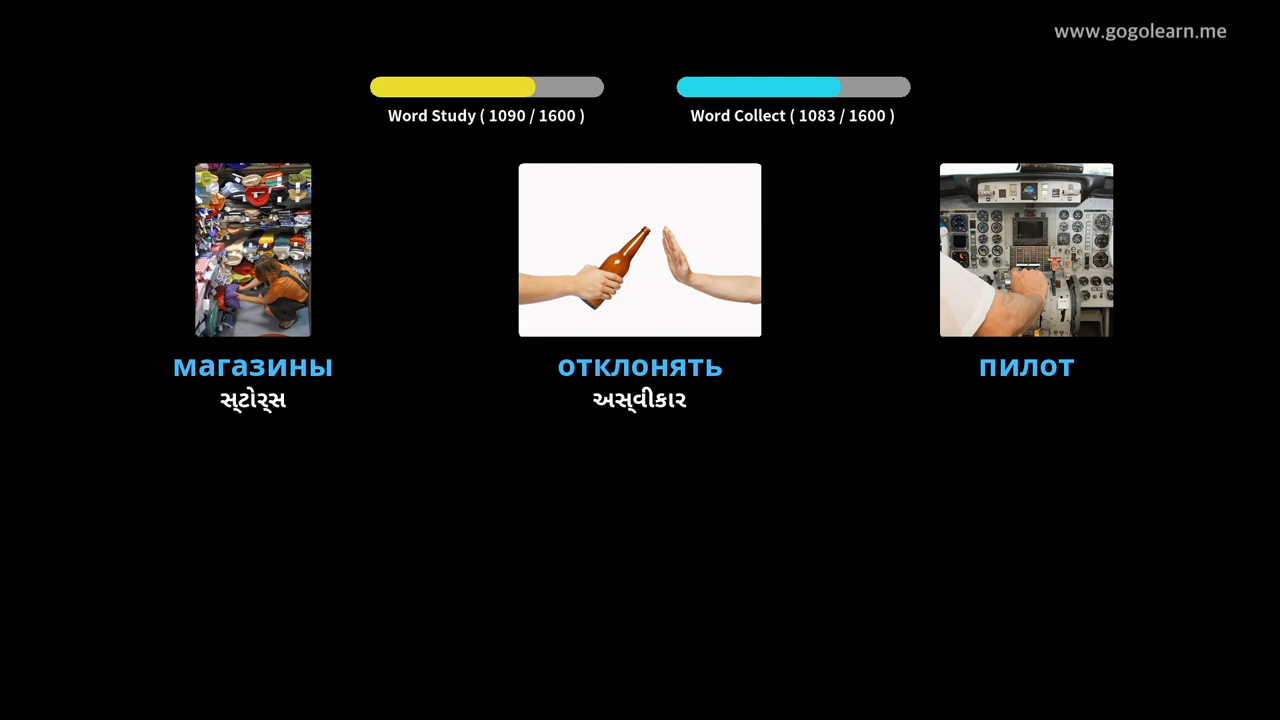 www.gogolearn.me
Word Study ( 1090 / 1600 )
Word Collect ( 1083 / 1600 )
магазины
સ્ટોર્સ
отклонять
અસ્વીકાર
пилот